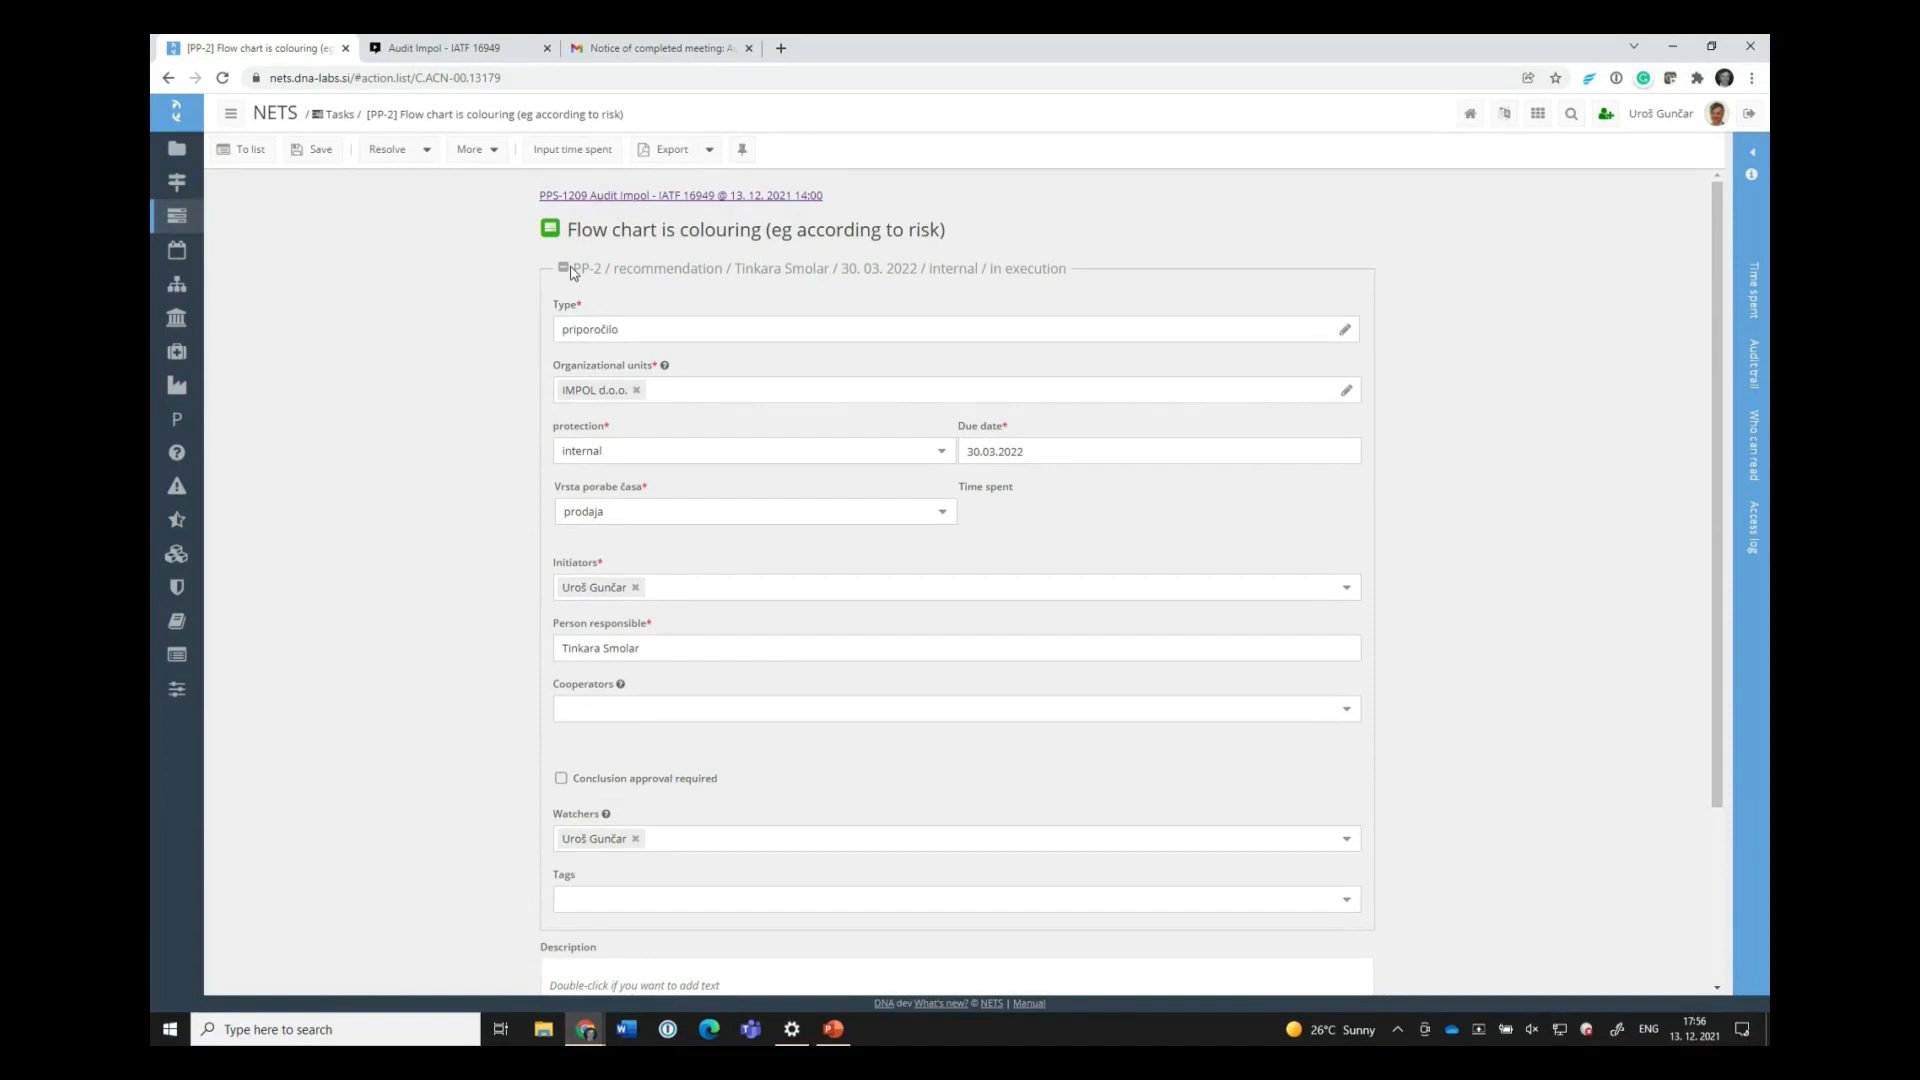 [PP-2] Flow chart is colouring (eg
Audit Impol - IATF 16949
Notice of completed meeting: A
nets.dna-labs.si/#action.list/C.ACN-00.13179
NETS / Tasks / [PP-2] Flow chart is colouring (eg according to risk)
Uroš Gunčar
To list
Save
Resolve
More
Input time spent
Export
PPS-1209 Audit Impol - IATF 16949 @ 13. 12. 2021 14:00
Flow chart is colouring (eg according to risk)
PP-2 / recommendation / Tinkara Smolar / 30. 03. 2022 / internal / in execution
Type*
priporočilo
Organizational units*
IMPOL d.o.o.
protection*
Due date*
internal
30.03.2022
Vrsta porabe časa*
Time spent
prodaja
Initiators*
Uroš Gunčar
Person responsible*
Tinkara Smolar
Cooperators
Conclusion approval required
Watchers
Uroš Gunčar
Tags
Description
Double-click if you want to add text
Time spent
Audit trail
Who can read
Access log
P
DNA dev What's new? © NETS | Manual
Type here to search
26°C Sunny
ENG
17:56
13. 12. 2021